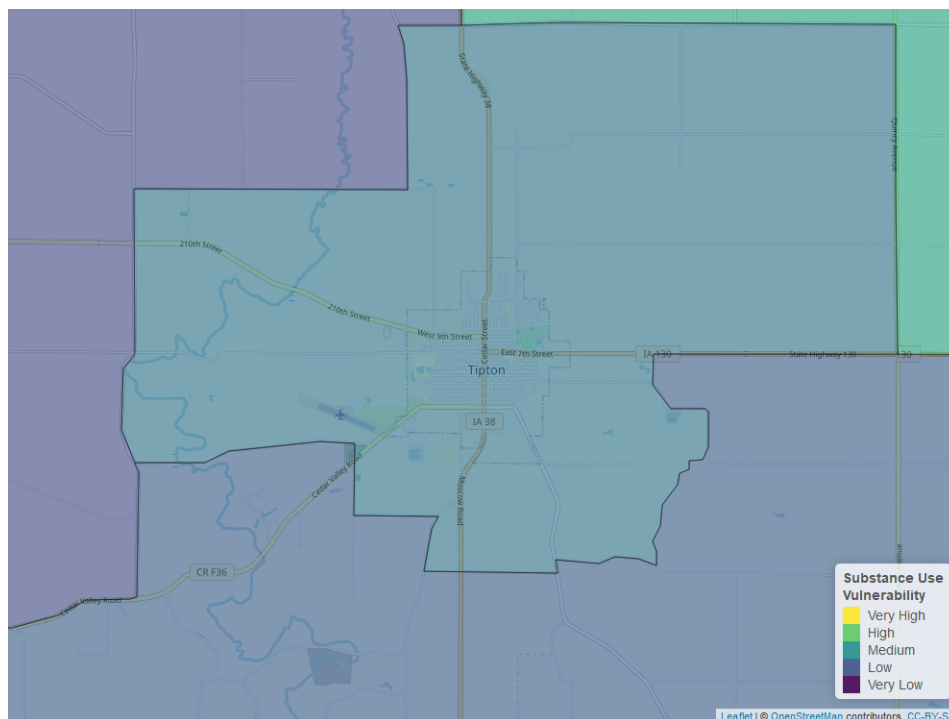 State Highway 38
Quincy Avenue
210th Street
210th Street
West 9th Street
Cedar Street
East 7th Street
IA 130
State Highway 130
130
Tipton
IA 38
Cedar Valley Road
Moscow Road
CR F36
Cedar Valley Road
Substance Use
Vulnerability
Very High
High
Medium
Low
Very Low
Leaflet | © OpenStreetMap contributors, CC-BY-S